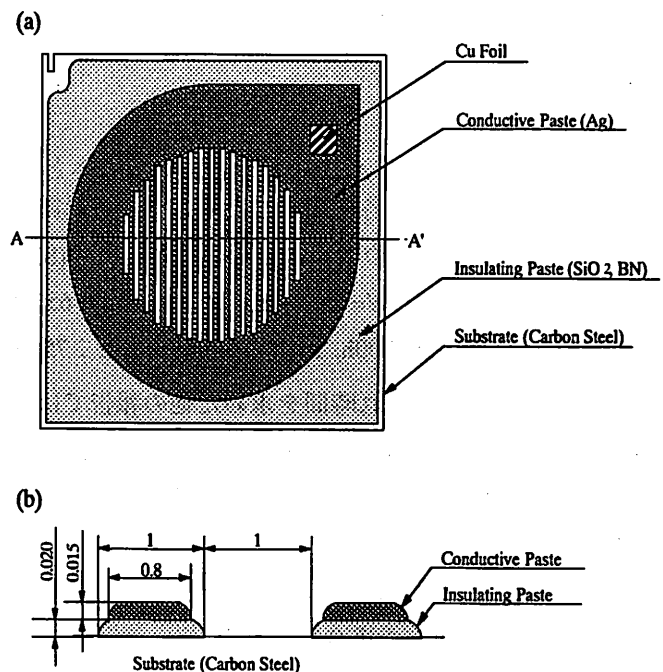 (a)
Cu Foil
Conductive Paste (Ag)
A
A'
Insulating Paste (SiO 2, BN)
Substrate (Carbon Steel)
(b)
0.020
0.015
1
1
0.8
Conductive Paste
Insulating Paste
Substrate (Carbon Steel)